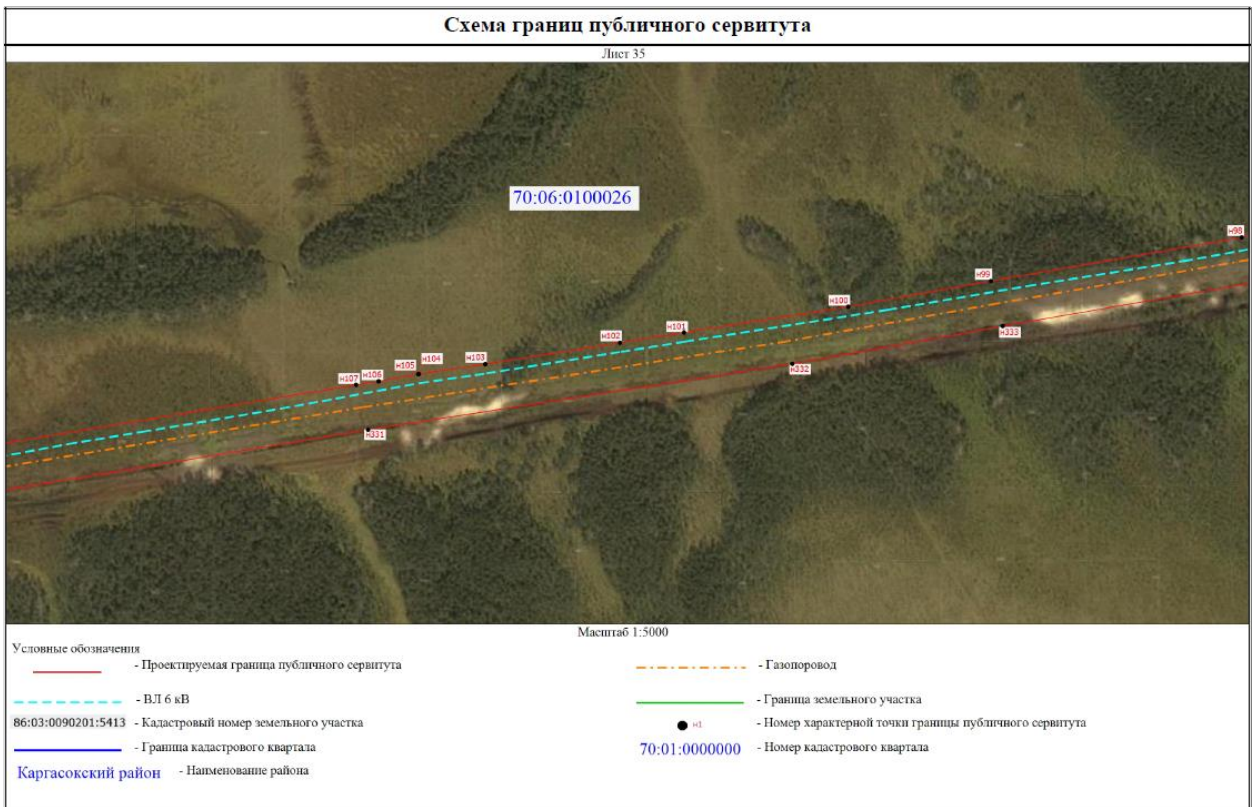 Схема границ публичного сервитута
Лист 35
70:06:0100026
н98
н99
н100
н101
н102
н103
н104
н105
н106
н107
н333
н332
н331
Масштаб 1:5000
Условные обозначения
- Проектируемая граница публичного сервитута
- Газопоровод
- ВЛ 6 кВ
- Граница земельного участка
86:03:0090201:5413 - Кадастровый номер земельного участка
н1 - Номер характерной точки границы публичного сервитута
- Граница кадастрового квартала
70:01:0000000 - Номер кадастрового квартала
Каргасокский район - Наименование района